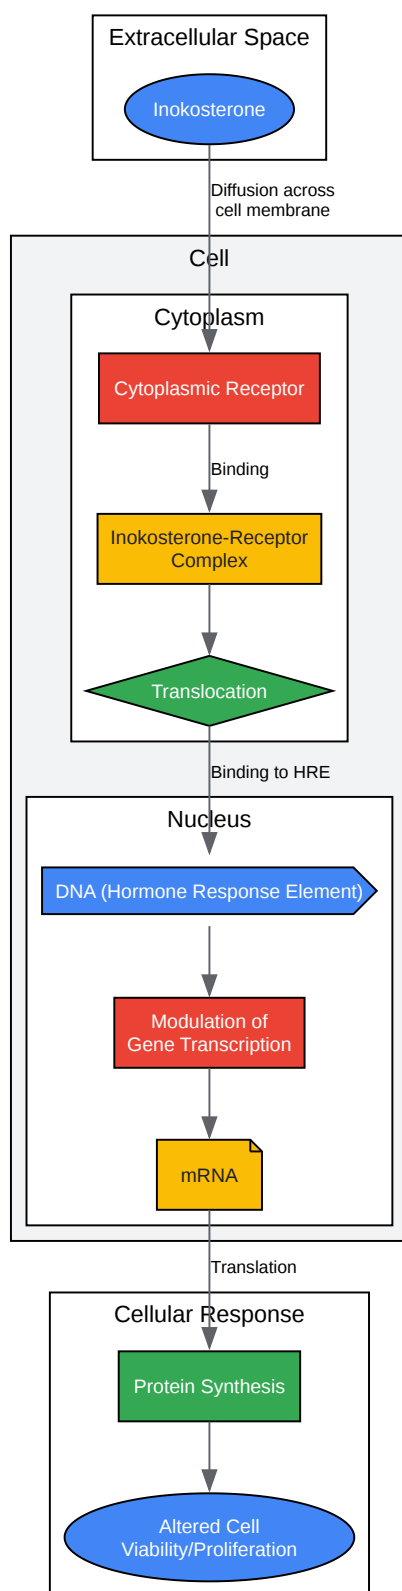 Extracellular Space
Inokosterone
Diffusion across
cell membrane
Cell
Cytoplasm
Cytoplasmic Receptor
Binding
Inokosterone-Receptor
Complex
Translocation
Binding to HRE
Nucleus
DNA (Hormone Response Element)
Modulation of
Gene Transcription
mRNA
Translation
Cellular Response
Protein Synthesis
Altered Cell
Viability/Proliferation